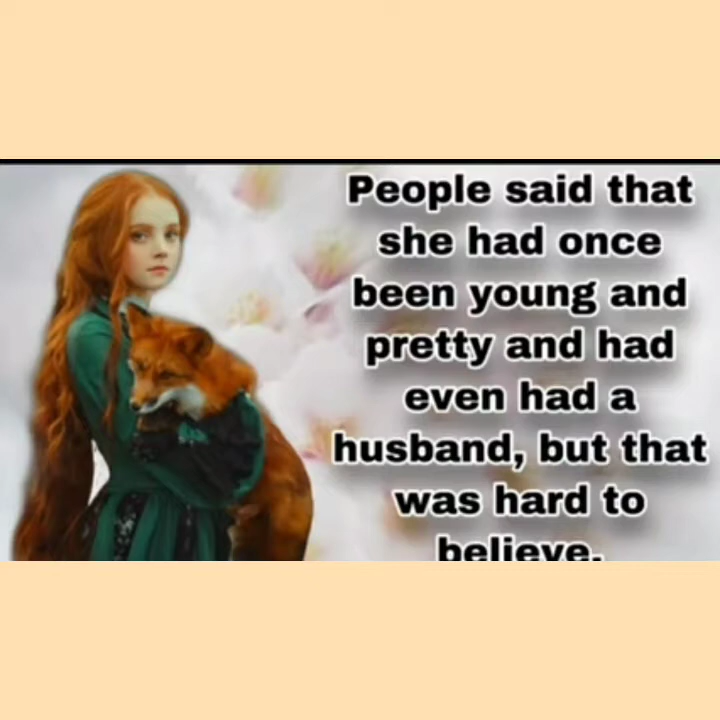 People said that
she had once
been young and
pretty and had
even had a
husband, but that
was hard to
believe.